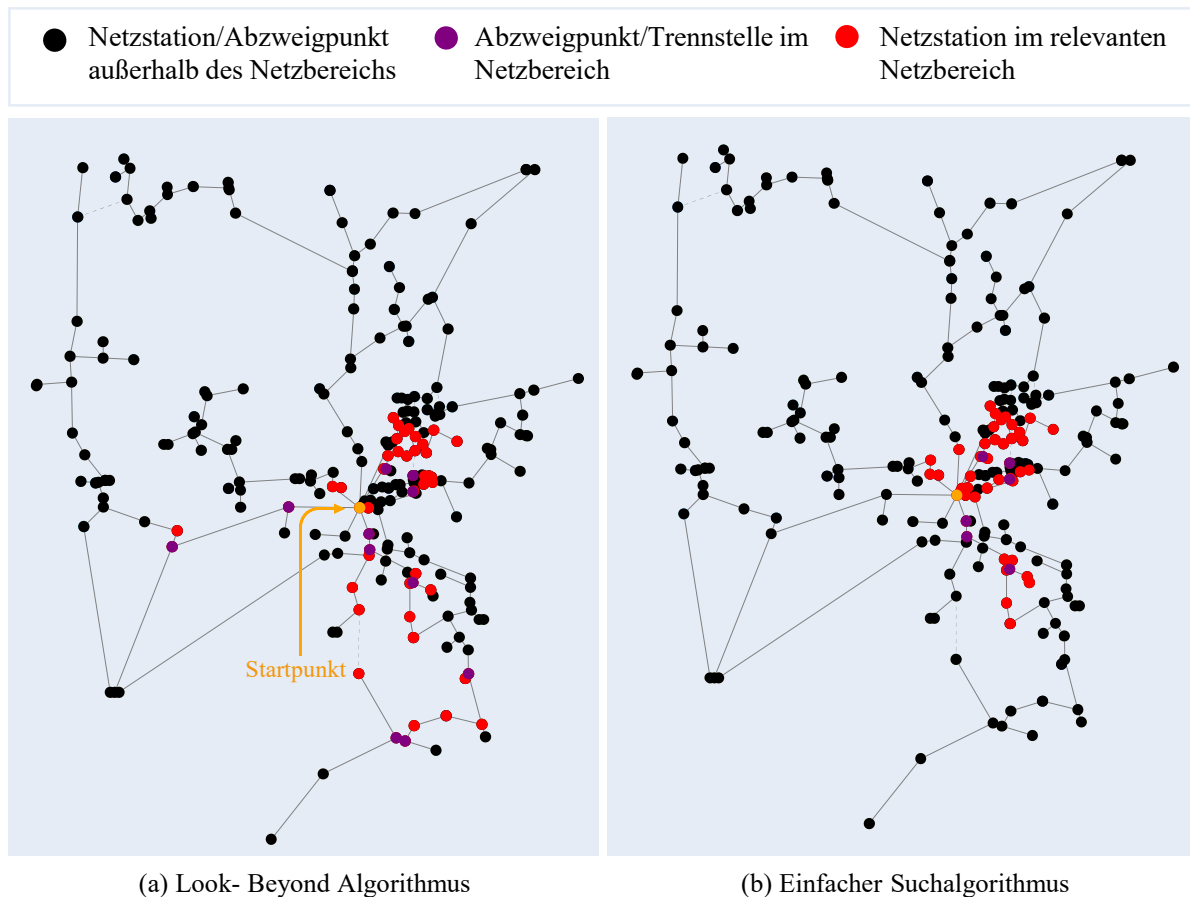 Netzstation/Abzweigpunkt
außerhalb des Netzbereichs
Abzweigpunkt/Trennstelle im
Netzbereich
Netzstation im relevanten
Netzbereich
Startpunkt
(a) Look- Beyond Algorithmus
(b) Einfacher Suchalgorithmus